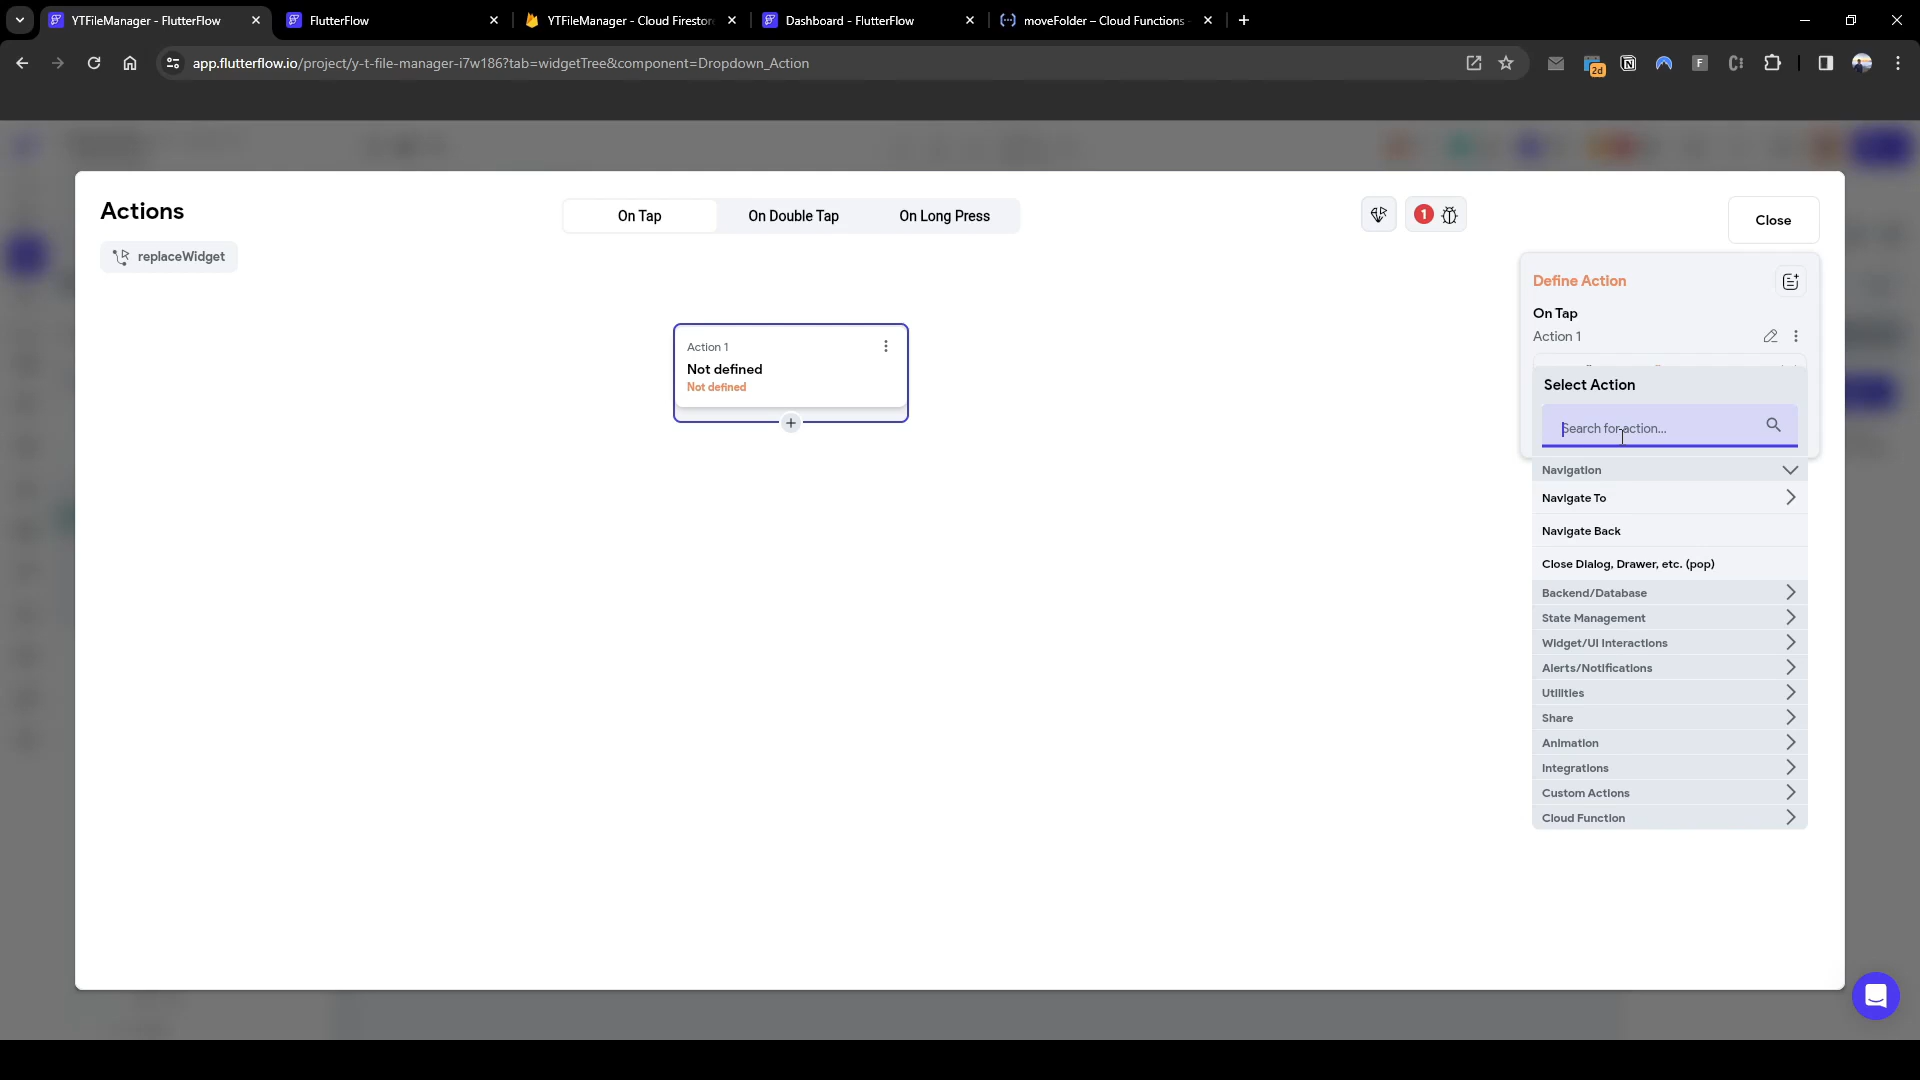 YTFileManager - FlutterFlow
FlutterFlow
YTFileManager - Cloud Firestor
Dashboard - FlutterFlow
moveFolder – Cloud Functions
app.flutterflow.io/project/y-t-file-manager-i7w186?tab=widgetTree&component=Dropdown_Action
2d
F
Actions
On Tap
On Double Tap
On Long Press
1
Close
replaceWidget
Define Action
On Tap
Action 1
Action 1
Not defined
Not defined
Select Action
Search for action...
Navigation
Navigate To
Navigate Back
Close Dialog, Drawer, etc. (pop)
Backend/Database
State Management
Widget/UI Interactions
Alerts/Notifications
Utilities
Share
Animation
Integrations
Custom Actions
Cloud Function